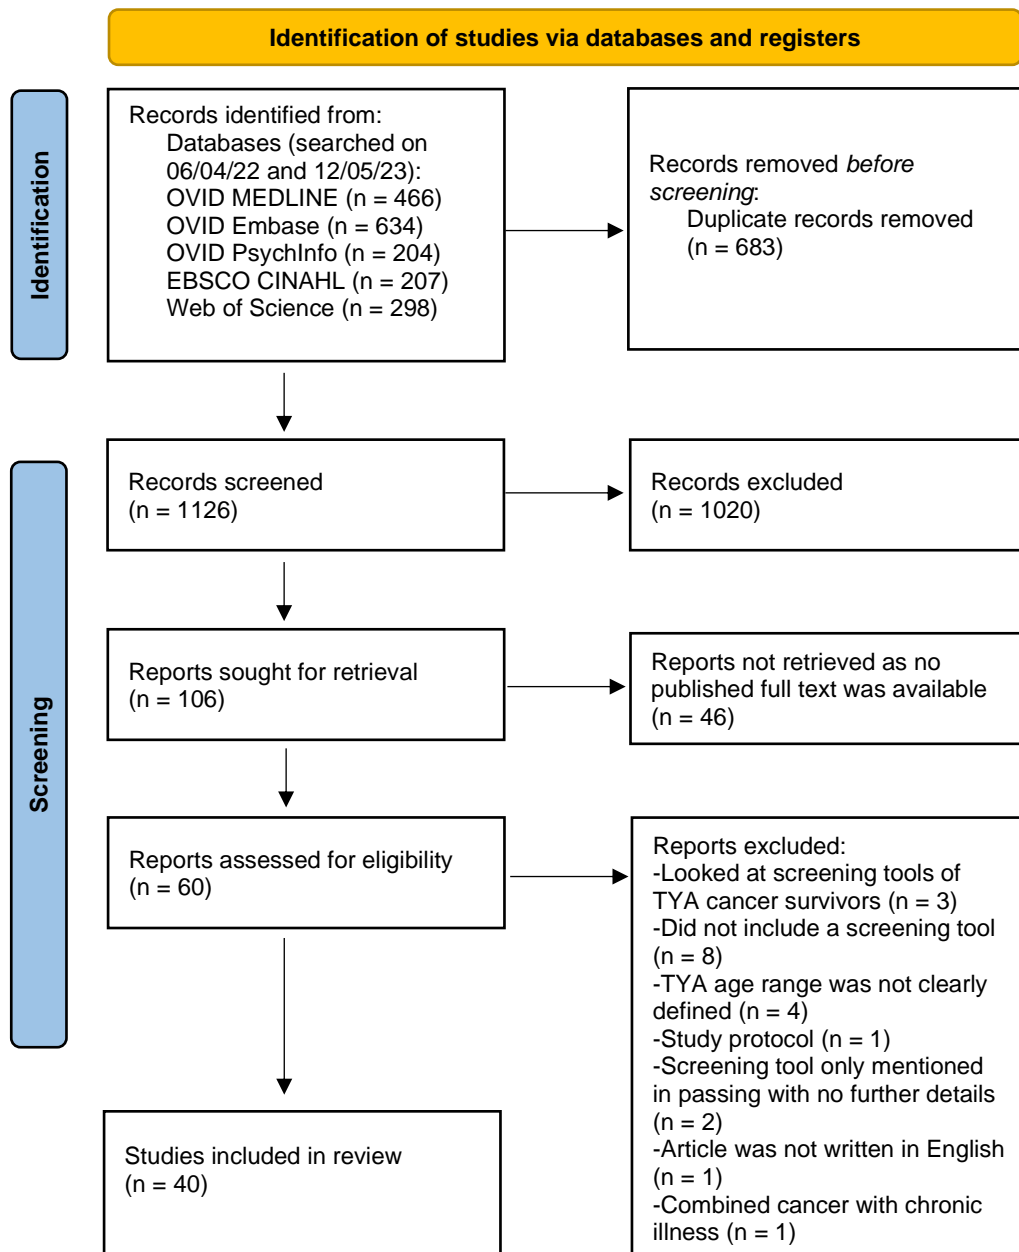 Identification of studies via databases and registers
Identification
Records identified from:
Databases (searched on
06/04/22 and 12/05/23):
OVID MEDLINE (n = 466)
OVID Embase (n = 634)
OVID PsychInfo (n = 204)
EBSCO CINAHL (n = 207)
Web of Science (n = 298)
Records removed before
screening:
Duplicate records removed
(n = 683)
Screening
Records screened
(n = 1126)
Records excluded
(n = 1020)
Reports sought for retrieval
(n = 106)
Reports not retrieved as no
published full text was available
(n = 46)
Reports assessed for eligibility
(n = 60)
Reports excluded:
-Looked at screening tools of
TYA cancer survivors (n = 3)
-Did not include a screening tool
(n = 8)
-TYA age range was not clearly
defined (n = 4)
-Study protocol (n = 1)
-Screening tool only mentioned
in passing with no further details
(n = 2)
-Article was not written in English
(n = 1)
-Combined cancer with chronic
illness (n = 1)
Studies included in review
(n = 40)